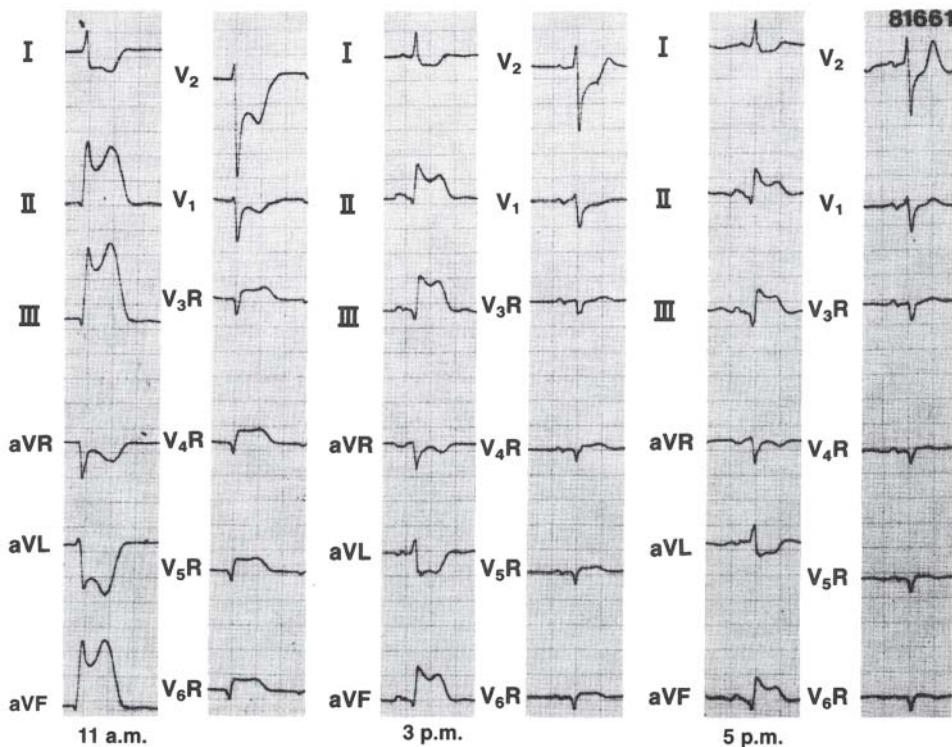 81661
I
II
III
aVR
aVL
aVF
V₂
V₁
V₃R
V₄R
V₅R
V₆R
11 a.m.
I
II
III
aVR
aVL
aVF
V₂
V₁
V₃R
V₄R
V₅R
V₆R
3 p.m.
I
II
III
aVR
aVL
aVF
V₂
V₁
V₃R
V₄R
V₅R
V₆R
5 p.m.